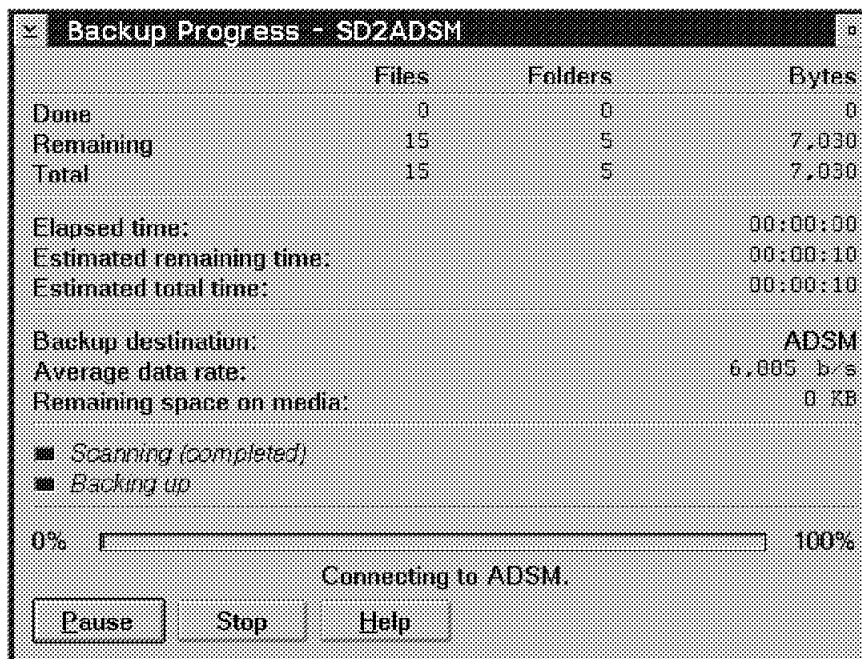 Backup Progress - SD2ADSM
Files Folders Bytes
Done 0 0 0
Remaining 15 5 7,030
Total 15 5 7,030
Elapsed time: 00:00:00
Estimated remaining time: 00:00:10
Estimated total time: 00:00:10
Backup destination: ADSM
Average data rate: 6,885 b/s
Remaining space on media: 0 KB
Scanning (completed)
Backing up
0% 100%
Connecting to ADSM.
Pause Stop Help